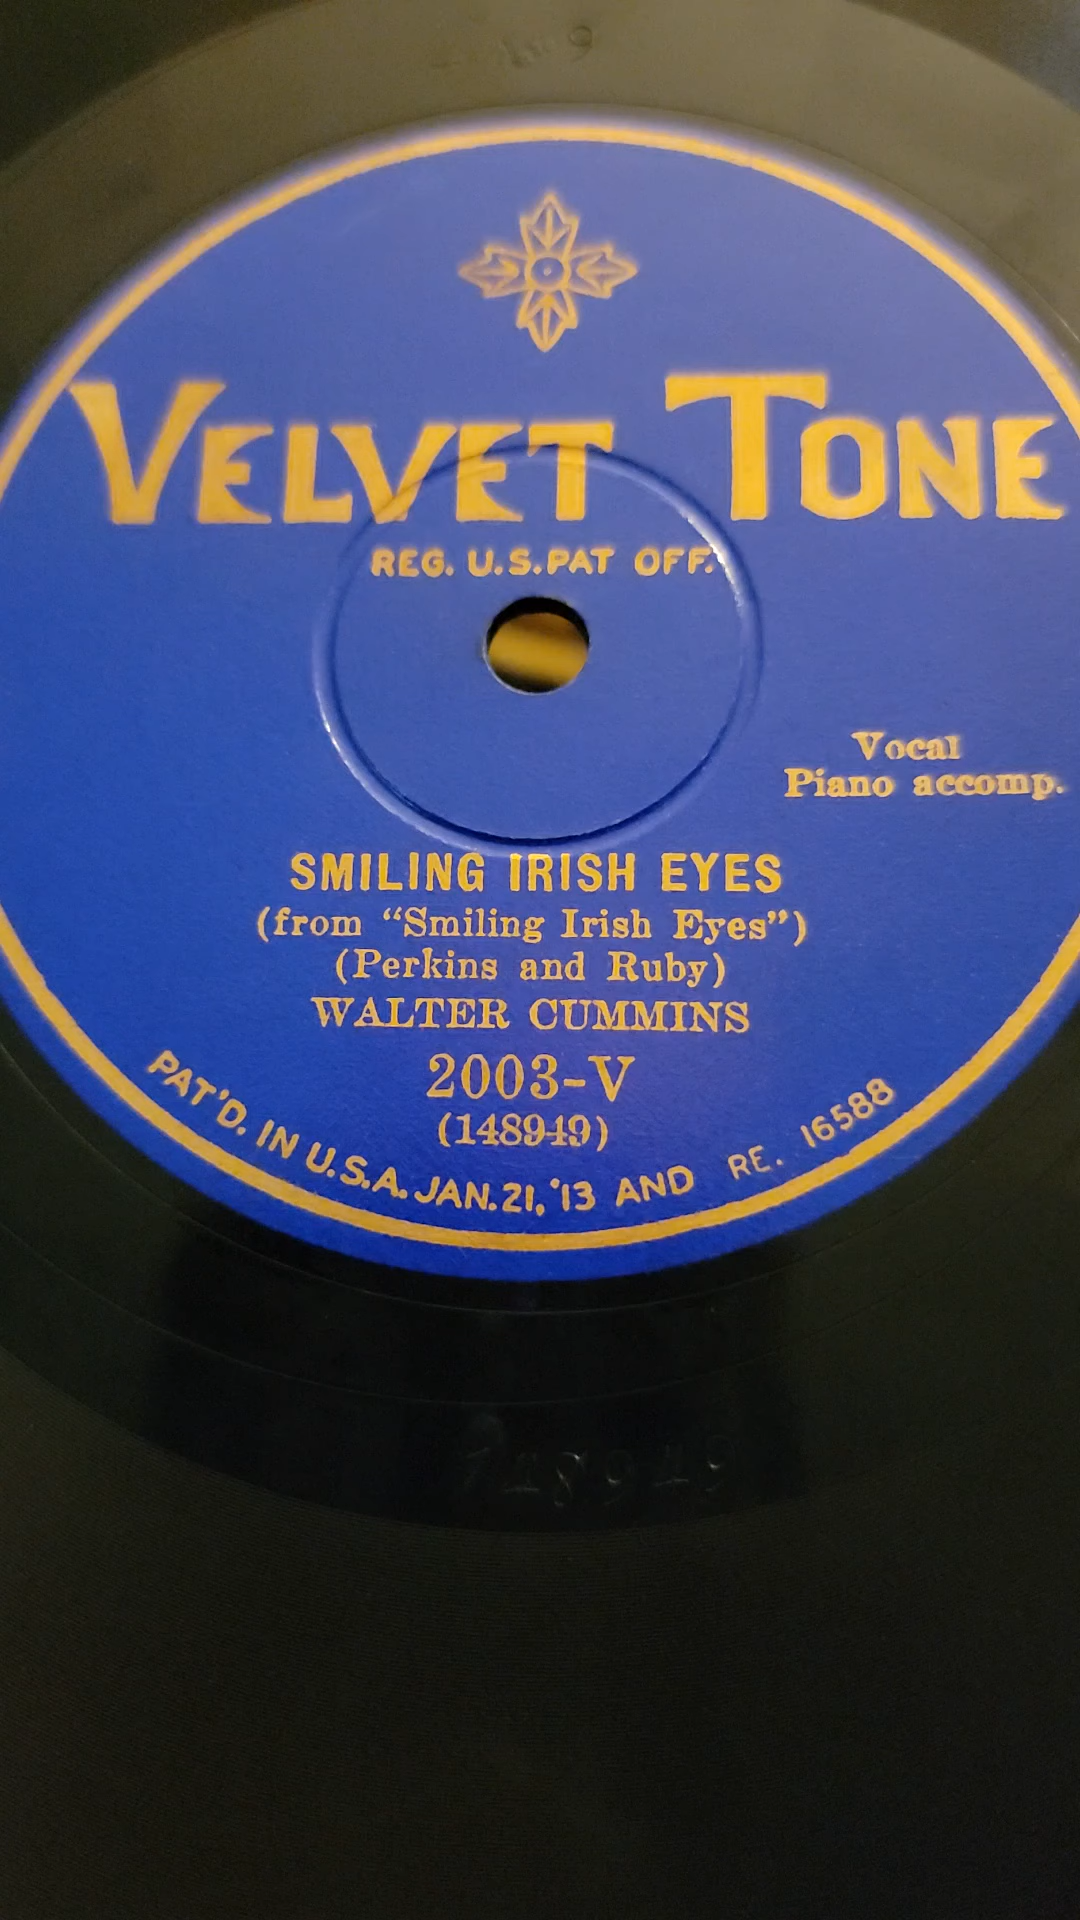 VELVET TONE
REG. U.S. PAT OFF.
Vocal
Piano accomp.
SMILING IRISH EYES
(from “Smiling Irish Eyes”)
(Perkins and Ruby)
WALTER CUMMINS
2003-V
(148949)
PAT'D. IN U.S.A. JAN. 21, '13 AND RE. 16588
148949